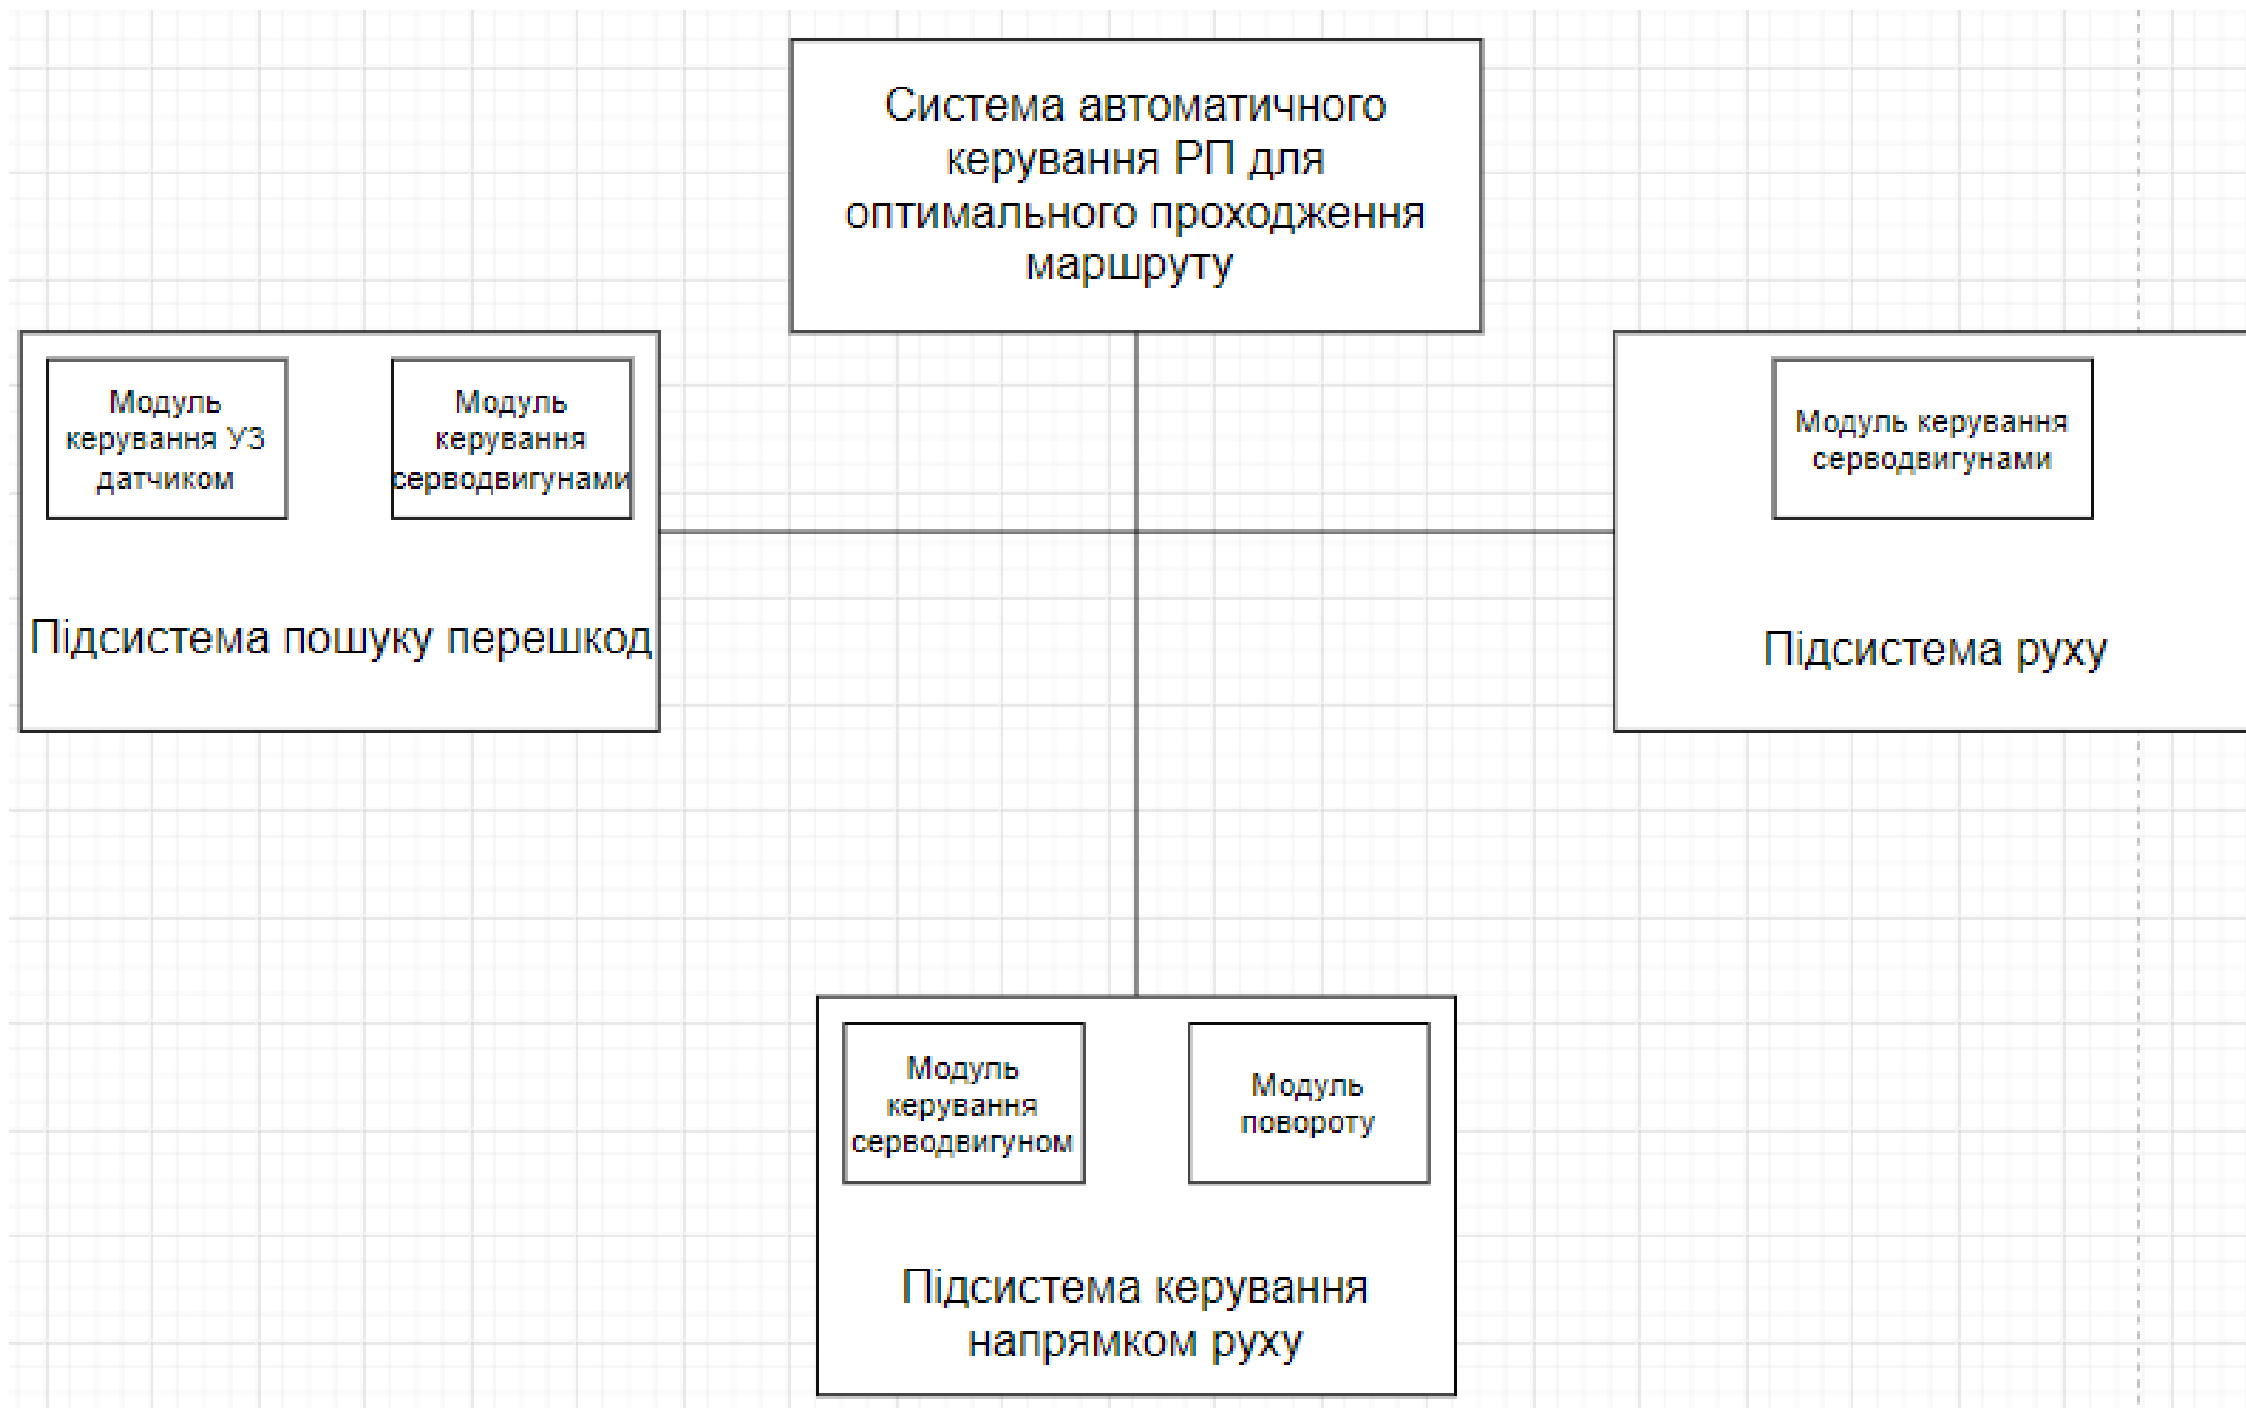 Система автоматичного
керування РП для
оптимального проходження
маршруту
Модуль
керування УЗ
датчиком
Модуль
керування
серводвигунами
Підсистема пошуку перешкод
Модуль керування
серводвигунами
Підсистема руху
Модуль
керування
серводвигуном
Модуль
повороту
Підсистема керування
напрямком руху